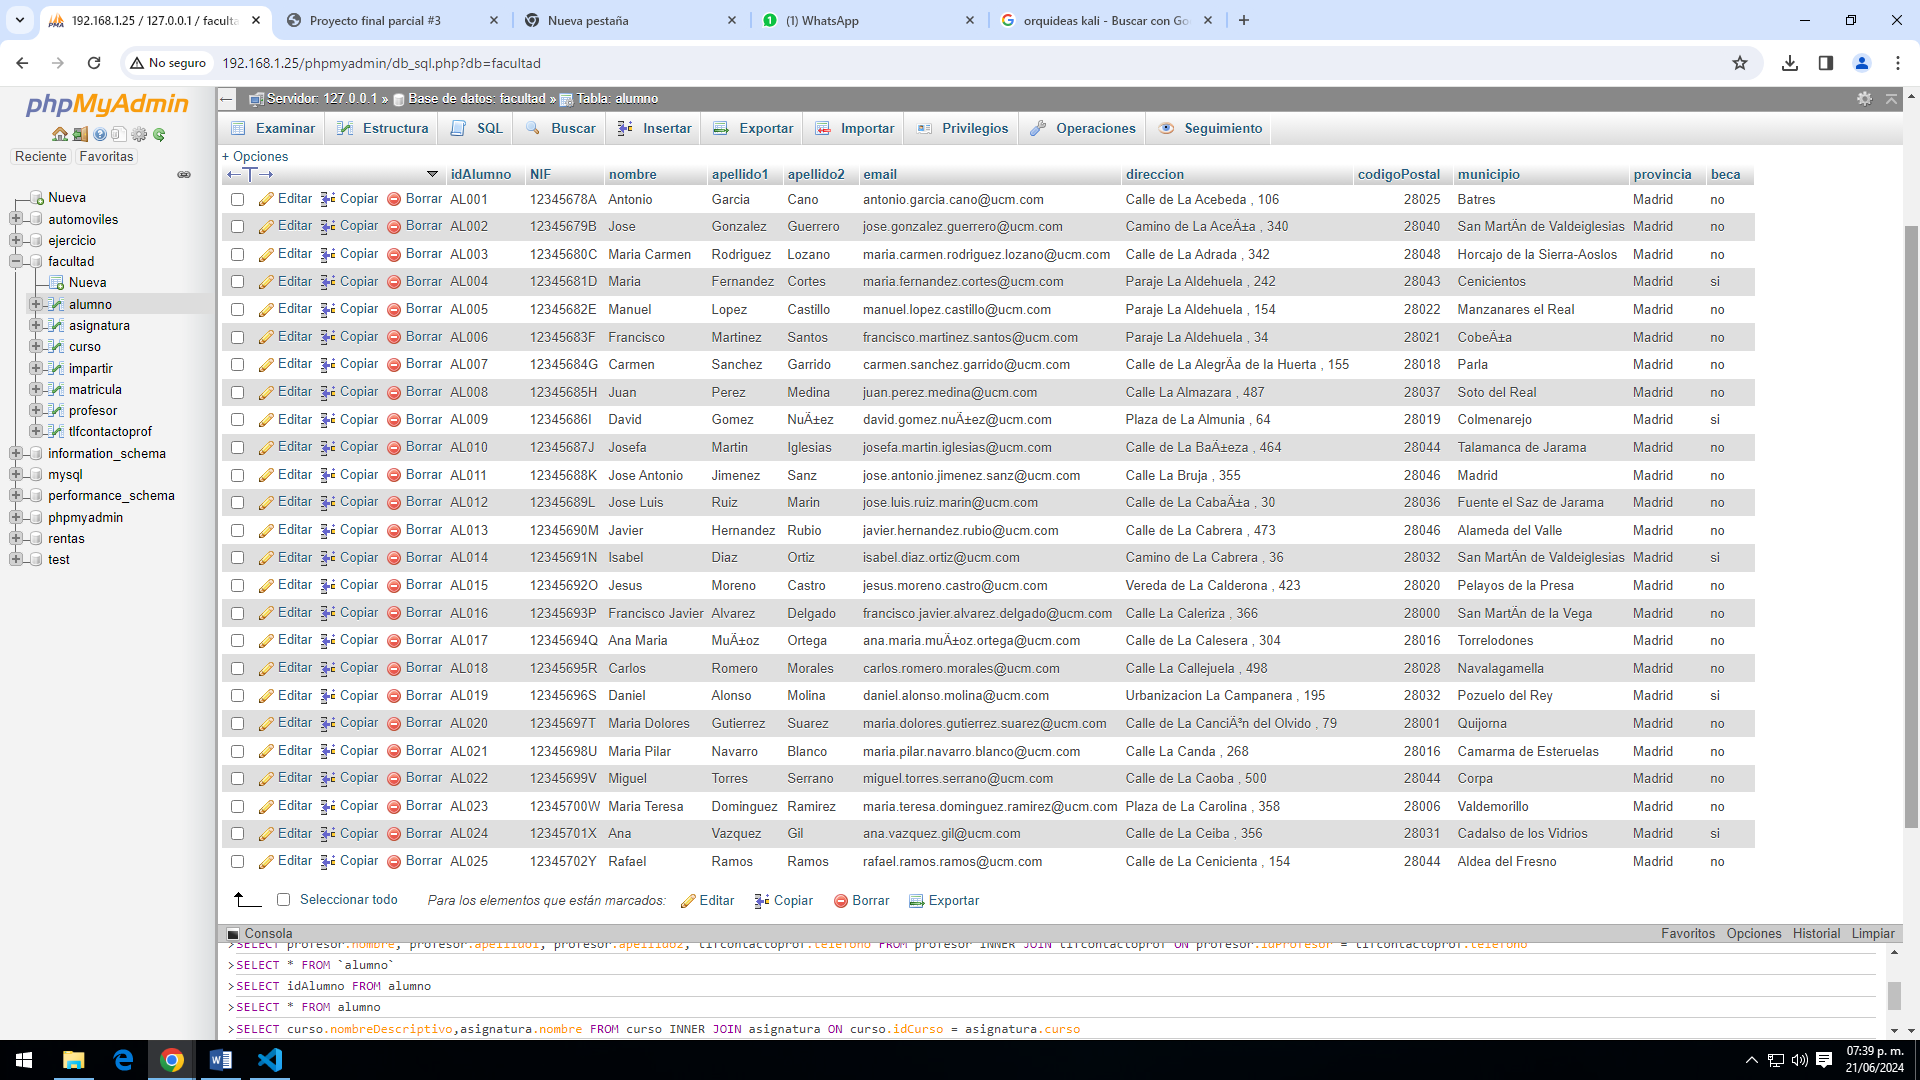 192.168.1.25 / 127.0.0.1 / faculta
Proyecto final parcial #3
Nueva pestaña
(1) WhatsApp
orquideas kali - Buscar con Go
No seguro
192.168.1.25/phpmyadmin/db_sql.php?db=facultad
phpMyAdmin
Reciente Favoritas
Nueva
automoviles
ejercicio
facultad
Nueva
alumno
asignatura
curso
impartir
matricula
profesor
tlfcontactoprof
information_schema
mysql
performance_schema
phpmyadmin
rentas
test
Servidor: 127.0.0.1 » Base de datos: facultad » Tabla: alumno
Examinar Estructura SQL Buscar Insertar Exportar Importar Privilegios Operaciones Seguimiento
+ Opciones
idAlumno NIF nombre apellido1 apellido2 email direccion codigoPostal municipio provincia beca
Editar Copiar Borrar AL001 12345678A Antonio Garcia Cano antonio.garcia.cano@ucm.com Calle de La Acebeda , 106 28025 Batres Madrid no
Editar Copiar Borrar AL002 12345679B Jose Gonzalez Guerrero jose.gonzalez.guerrero@ucm.com Camino de La AceÄ±a , 340 28040 San MartÃn de Valdeiglesias Madrid no
Editar Copiar Borrar AL003 12345680C Maria Carmen Rodriguez Lozano maria.carmen.rodriguez.lozano@ucm.com Calle de La Adrada , 342 28048 Horcajo de la Sierra-Aoslos Madrid no
Editar Copiar Borrar AL004 12345681D Maria Fernandez Cortes maria.fernandez.cortes@ucm.com Paraje La Aldehuela , 242 28043 Cenicientos Madrid si
Editar Copiar Borrar AL005 12345682E Manuel Lopez Castillo manuel.lopez.castillo@ucm.com Paraje La Aldehuela , 154 28022 Manzanares el Real Madrid no
Editar Copiar Borrar AL006 12345683F Francisco Martinez Santos francisco.martinez.santos@ucm.com Paraje La Aldehuela , 34 28021 CobeÄ±a Madrid no
Editar Copiar Borrar AL007 12345684G Carmen Sanchez Garrido carmen.sanchez.garrido@ucm.com Calle de La AlegrÃa de la Huerta , 155 28018 Parla Madrid no
Editar Copiar Borrar AL008 12345685H Juan Perez Medina juan.perez.medina@ucm.com Calle La Almazara , 487 28037 Soto del Real Madrid no
Editar Copiar Borrar AL009 12345686I David Gomez NuÄ±ez david.gomez.nuÄ±ez@ucm.com Plaza de La Almunia , 64 28019 Colmenarejo Madrid si
Editar Copiar Borrar AL010 12345687J Josefa Martin Iglesias josefa.martin.iglesias@ucm.com Calle de La BaÄ±eza , 464 28044 Talamanca de Jarama Madrid no
Editar Copiar Borrar AL011 12345688K Jose Antonio Jimenez Sanz jose.antonio.jimenez.sanz@ucm.com Calle La Bruja , 355 28046 Madrid Madrid no
Editar Copiar Borrar AL012 12345689L Jose Luis Ruiz Marin jose.luis.ruiz.marin@ucm.com Calle de La CabaÄ±a , 30 28036 Fuente el Saz de Jarama Madrid no
Editar Copiar Borrar AL013 12345690M Javier Hernandez Rubio javier.hernandez.rubio@ucm.com Calle de La Cabrera , 473 28046 Alameda del Valle Madrid no
Editar Copiar Borrar AL014 12345691N Isabel Diaz Ortiz isabel.diaz.ortiz@ucm.com Camino de La Cabrera , 36 28032 San MartÃn de Valdeiglesias Madrid si
Editar Copiar Borrar AL015 12345692O Jesus Moreno Castro jesus.moreno.castro@ucm.com Vereda de La Calderona , 423 28020 Pelayos de la Presa Madrid no
Editar Copiar Borrar AL016 12345693P Francisco Javier Alvarez Delgado francisco.javier.alvarez.delgado@ucm.com Calle La Caleriza , 366 28000 San MartÃn de la Vega Madrid no
Editar Copiar Borrar AL017 12345694Q Ana Maria MuÄ±oz Ortega ana.maria.muÄ±oz.ortega@ucm.com Calle de La Calesera , 304 28016 Torrelodones Madrid no
Editar Copiar Borrar AL018 12345695R Carlos Romero Morales carlos.romero.morales@ucm.com Calle La Callejuela , 498 28028 Navalagamella Madrid no
Editar Copiar Borrar AL019 12345696S Daniel Alonso Molina daniel.alonso.molina@ucm.com Urbanizacion La Campanera , 195 28032 Pozuelo del Rey Madrid si
Editar Copiar Borrar AL020 12345697T Maria Dolores Gutierrez Suarez maria.dolores.gutierrez.suarez@ucm.com Calle de La CanciÃ³n del Olvido , 79 28001 Quijorna Madrid no
Editar Copiar Borrar AL021 12345698U Maria Pilar Navarro Blanco maria.pilar.navarro.blanco@ucm.com Calle La Canda , 268 28016 Camarma de Esteruelas Madrid no
Editar Copiar Borrar AL022 12345699V Miguel Torres Serrano miguel.torres.serrano@ucm.com Calle de La Caoba , 500 28044 Corpa Madrid no
Editar Copiar Borrar AL023 12345700W Maria Teresa Dominguez Ramirez maria.teresa.dominguez.ramirez@ucm.com Plaza de La Carolina , 358 28006 Valdemorillo Madrid no
Editar Copiar Borrar AL024 12345701X Ana Vazquez Gil ana.vazquez.gil@ucm.com Calle de La Ceiba , 356 28031 Cadalso de los Vidrios Madrid si
Editar Copiar Borrar AL025 12345702Y Rafael Ramos Ramos rafael.ramos.ramos@ucm.com Calle de La Cenicienta , 154 28044 Aldea del Fresno Madrid no
Seleccionar todo Para los elementos que están marcados: Editar Copiar Borrar Exportar
Consola Favoritos Opciones Historial Limpiar
>SELECT profesor.nombre, profesor.apellido1, profesor.apellido2, tlfcontactoprof.telefono FROM profesor INNER JOIN tlfcontactoprof ON profesor.idProfesor = tlfcontactoprof.telefono
>SELECT * FROM `alumno`
>SELECT idAlumno FROM alumno
>SELECT * FROM alumno
>SELECT curso.nombreDescriptivo,asignatura.nombre FROM curso INNER JOIN asignatura ON curso.idCurso = asignatura.curso
07:39 p. m.
21/06/2024